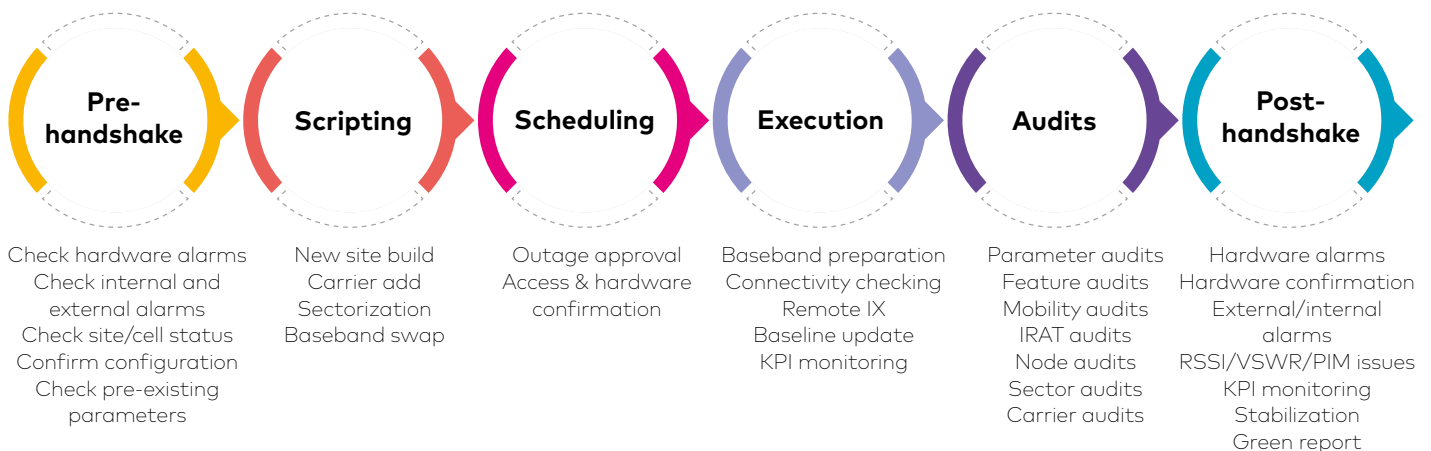 Pre-
handshake
Check hardware alarms
Check internal and
external alarms
Check site/cell status
Confirm configuration
Check pre-existing
parameters
Scripting
New site build
Carrier add
Sectorization
Baseband swap
Scheduling
Outage approval
Access & hardware
confirmation
Execution
Baseband preparation
Connectivity checking
Remote IX
Baseline update
KPI monitoring
Audits
Parameter audits
Feature audits
Mobility audits
IRAT audits
Node audits
Sector audits
Carrier audits
Post-
handshake
Hardware alarms
Hardware confirmation
External/internal
alarms
RSSI/VSWR/PIM issues
KPI monitoring
Stabilization
Green report